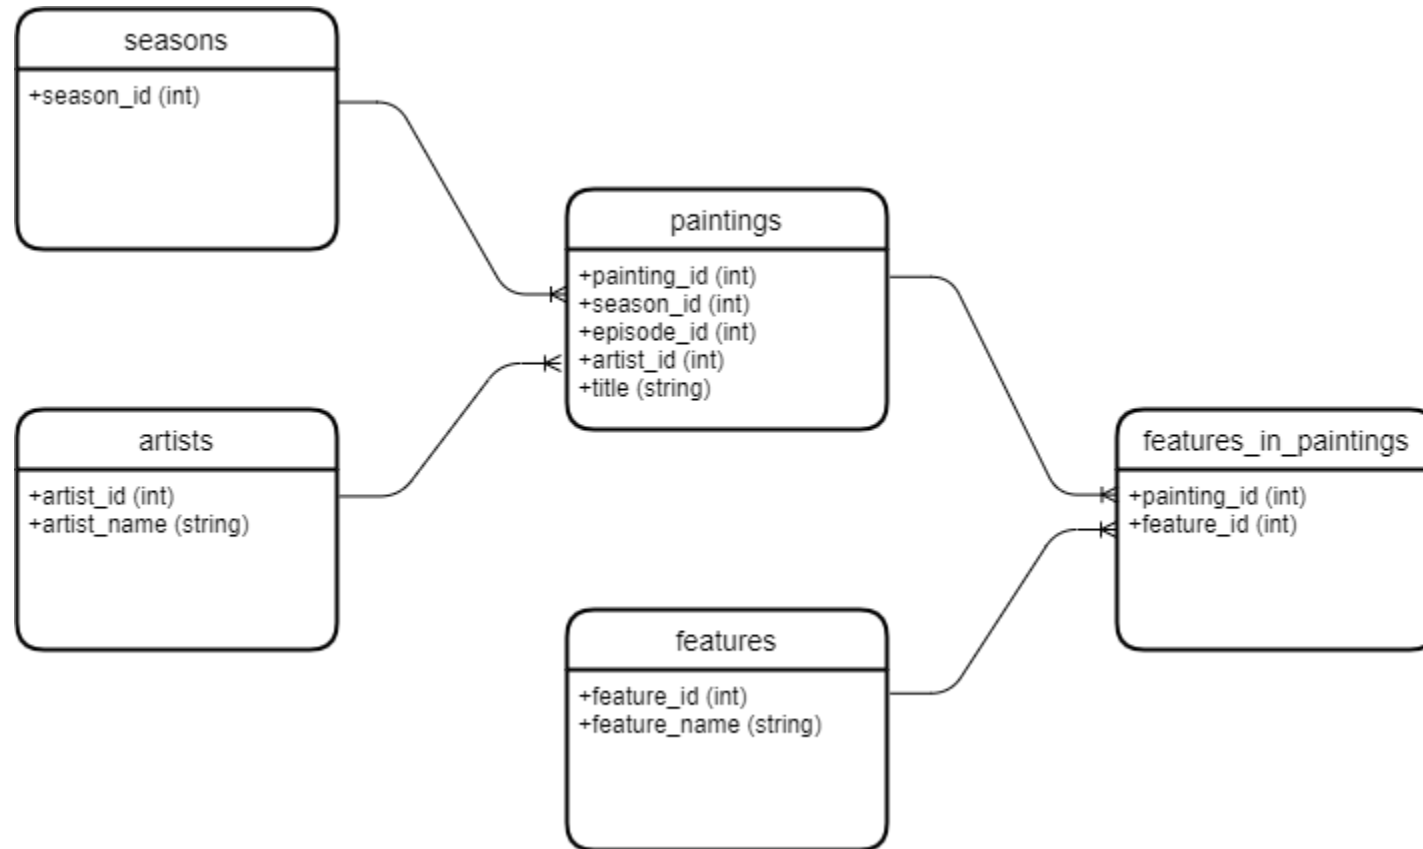 seasons
+season_id (int)
paintings
+painting_id (int)
+season_id (int)
+episode_id (int)
+artist_id (int)
+title (string)
artists
+artist_id (int)
+artist_name (string)
features_in_paintings
+painting_id (int)
+feature_id (int)
features
+feature_id (int)
+feature_name (string)